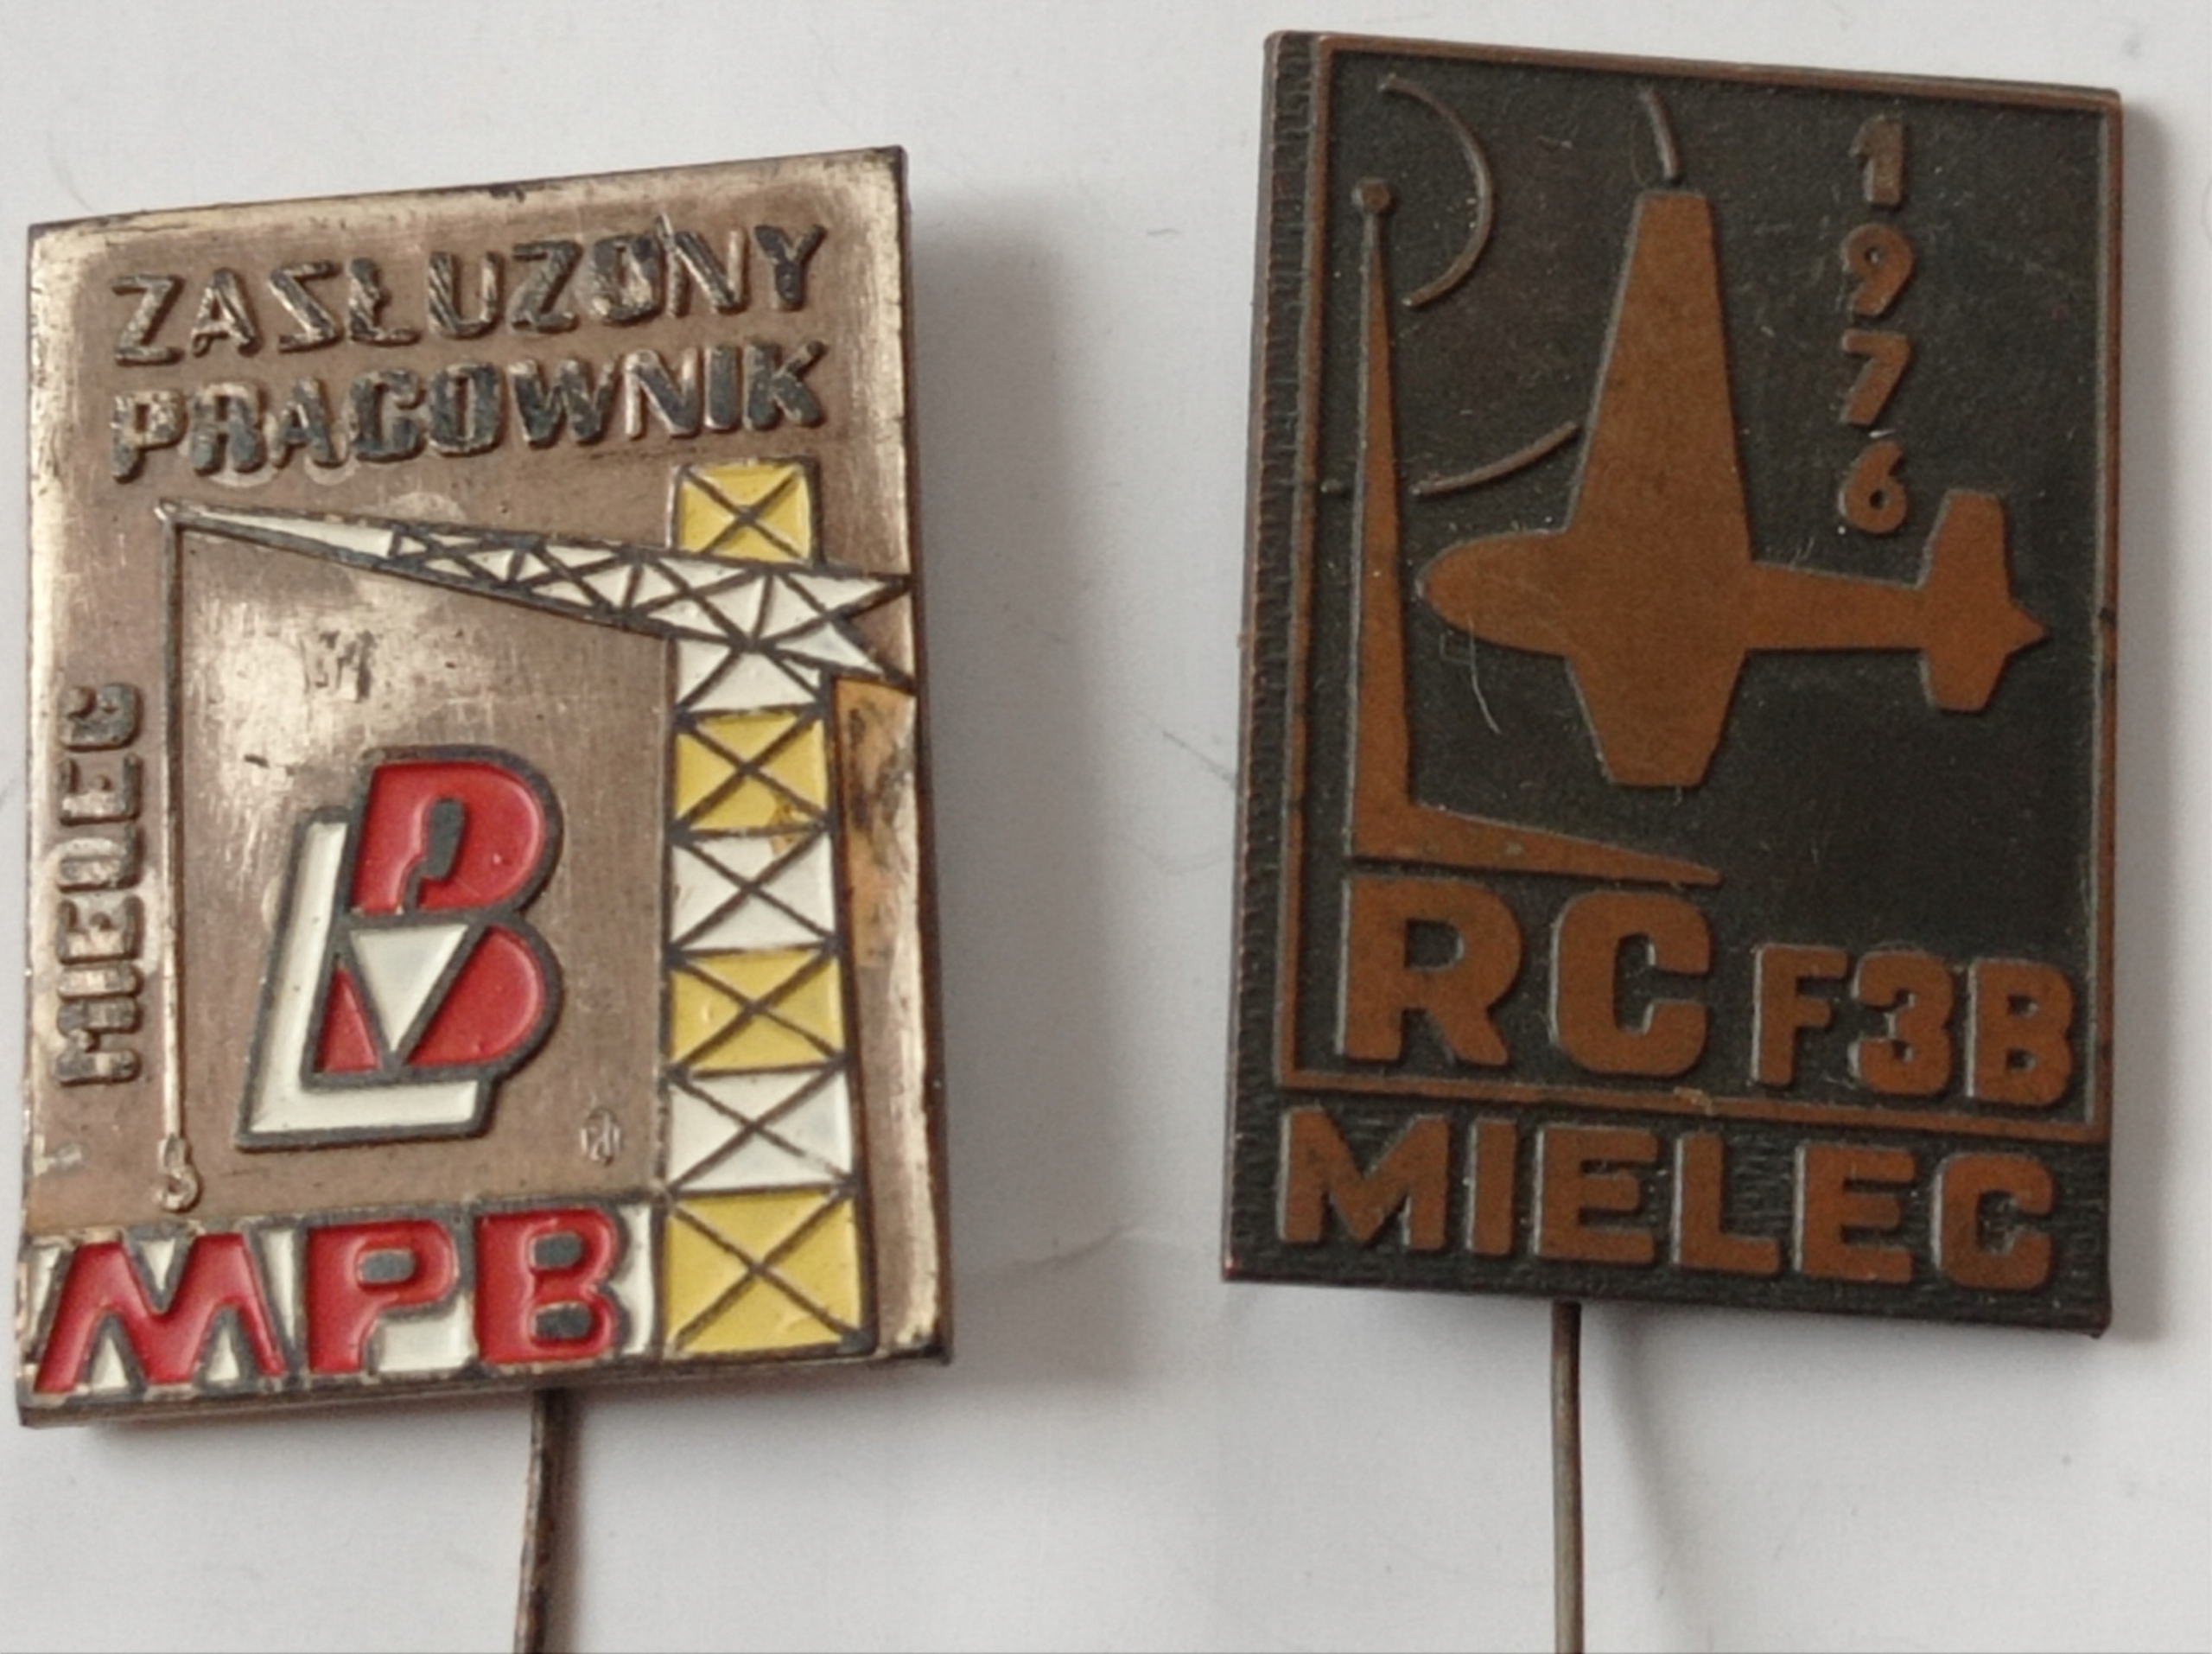 ZASŁUŻONY
PRACOWNIK
MIELEC
MPB
1976
RC F3B
MIELEC